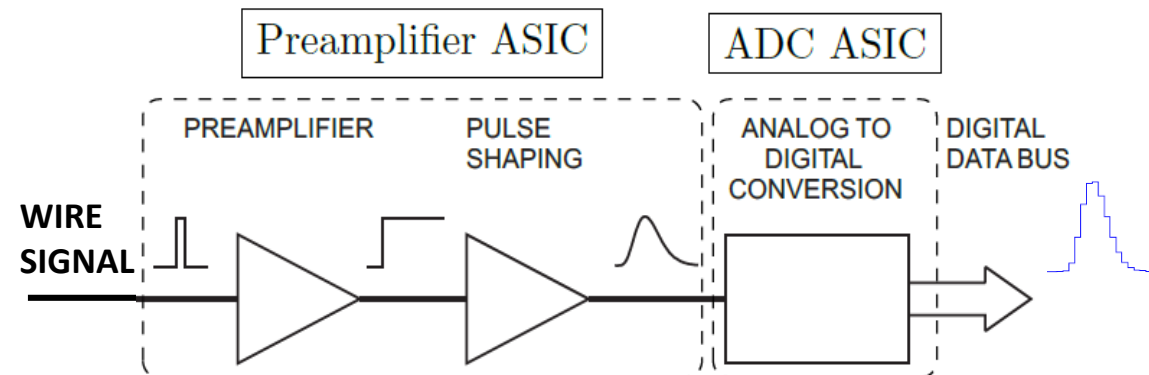 Preamplifier ASIC
ADC ASIC
PREAMPLIFIER
PULSE
SHAPING
ANALOG TO
DIGITAL
CONVERSION
DIGITAL
DATA BUS
WIRE
SIGNAL